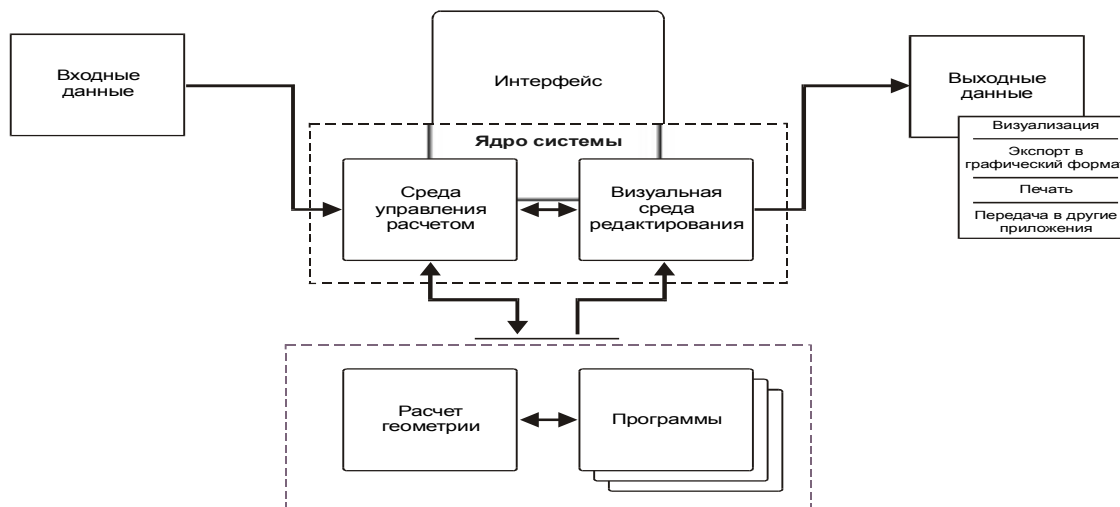 Входные
данные
Интерфейс
Выходные
данные
Визуализация
Экспорт в
графический формат
Печать
Передача в другие
приложения
Ядро системы
Среда
управления
расчетом
Визуальная
среда
редактирования
Расчет
геометрии
Программы